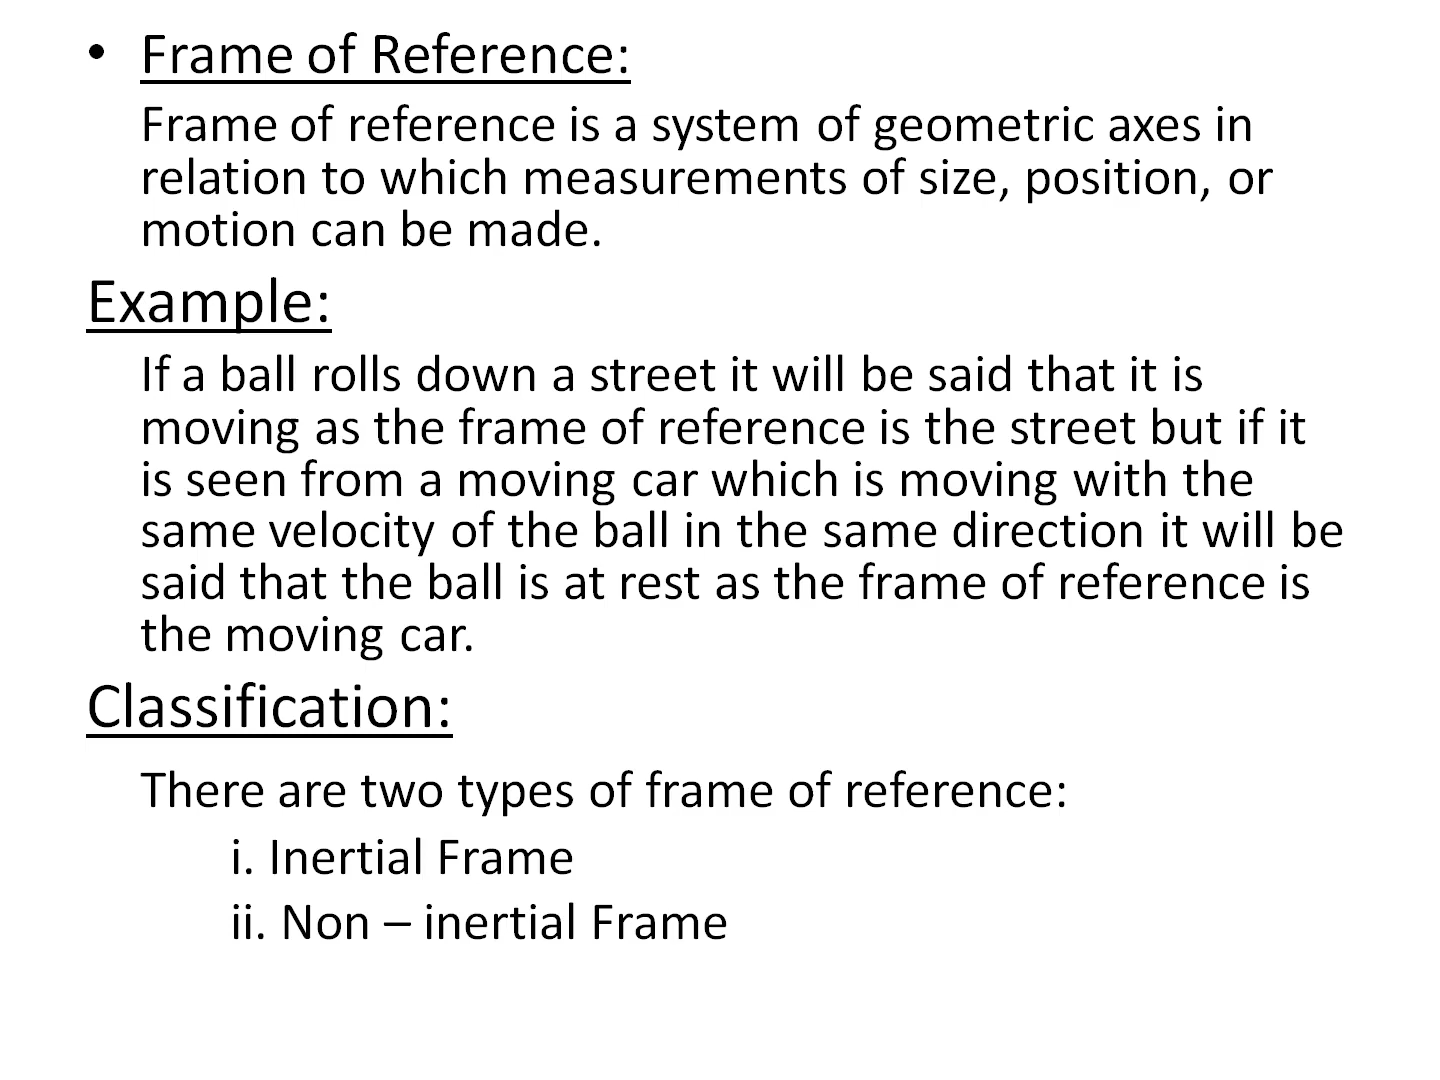 • Frame of Reference:
Frame of reference is a system of geometric axes in
relation to which measurements of size, position, or
motion can be made.
Example:
If a ball rolls down a street it will be said that it is
moving as the frame of reference is the street but if it
is seen from a moving car which is moving with the
same velocity of the ball in the same direction it will be
said that the ball is at rest as the frame of reference is
the moving car.
Classification:
There are two types of frame of reference:
i. Inertial Frame
ii. Non – inertial Frame